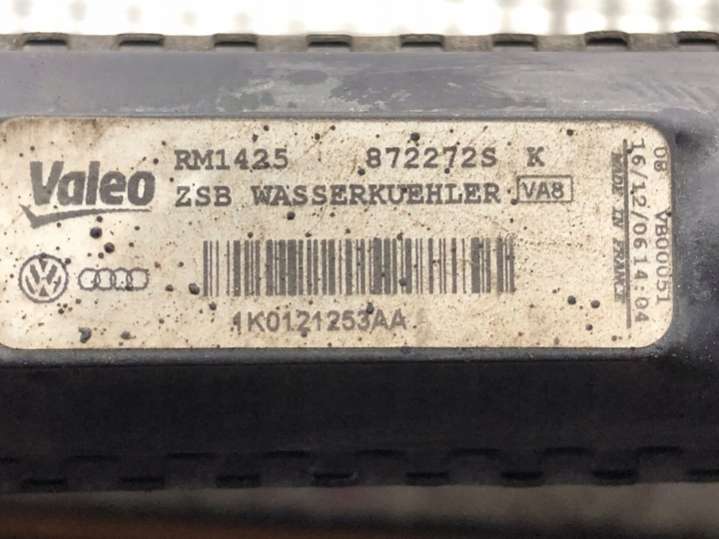 Valeo
RM1425 872272S K
ZSB WASSERKUEHLER VA8
1K0121253AA
08 VB00051
16/12/0614:04
MADE IN FRANCE